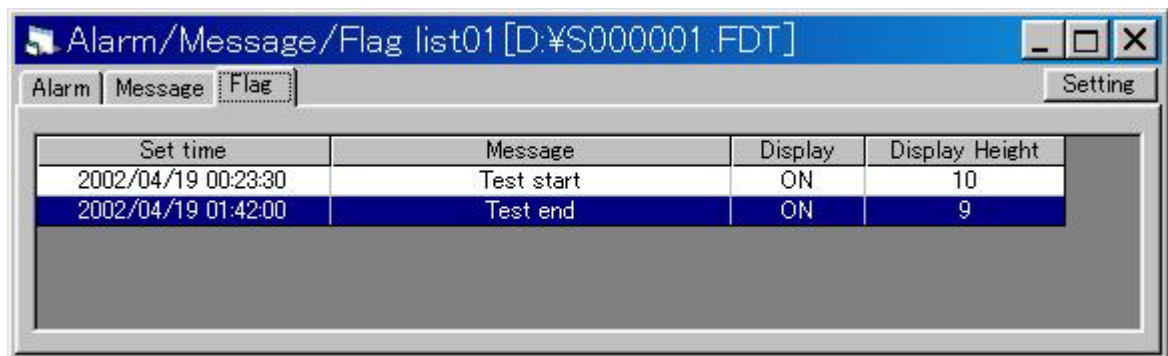 Alarm/Message/Flag list01[D:¥S000001.FDT]
Alarm Message Flag Setting
Set time Message Display Display Height
2002/04/19 00:23:30 Test start ON 10
2002/04/19 01:42:00 Test end ON 9